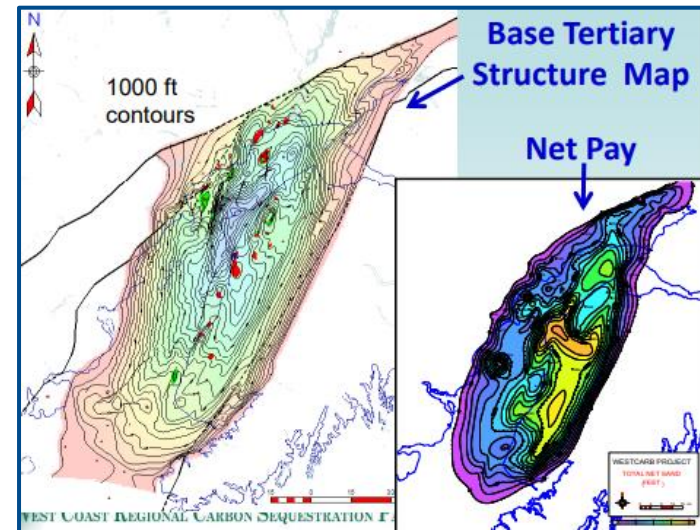 N
1000 ft
contours
Base Tertiary
Structure Map
Net Pay
WESTCARB PROJECT
TOTAL NET SAND
(FEET)
WEST COAST REGIONAL CARBON SEQUESTRATION